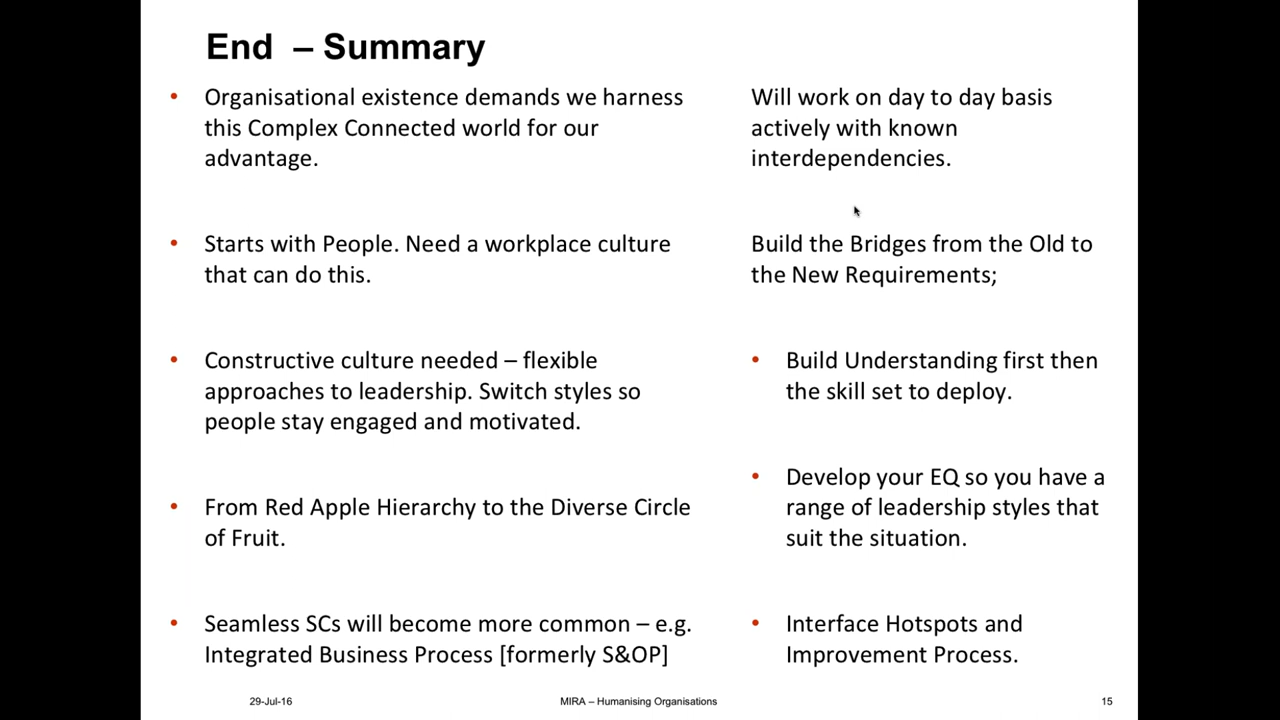 End – Summary
• Organisational existence demands we harness
this Complex Connected world for our
advantage.
• Starts with People. Need a workplace culture
that can do this.
• Constructive culture needed – flexible
approaches to leadership. Switch styles so
people stay engaged and motivated.
• From Red Apple Hierarchy to the Diverse Circle
of Fruit.
• Seamless SCs will become more common – e.g.
Integrated Business Process [formerly S&OP]
Will work on day to day basis
actively with known
interdependencies.
Build the Bridges from the Old to
the New Requirements;
• Build Understanding first then
the skill set to deploy.
• Develop your EQ so you have a
range of leadership styles that
suit the situation.
• Interface Hotspots and
Improvement Process.
29-Jul-16
MIRA – Humanising Organisations
15